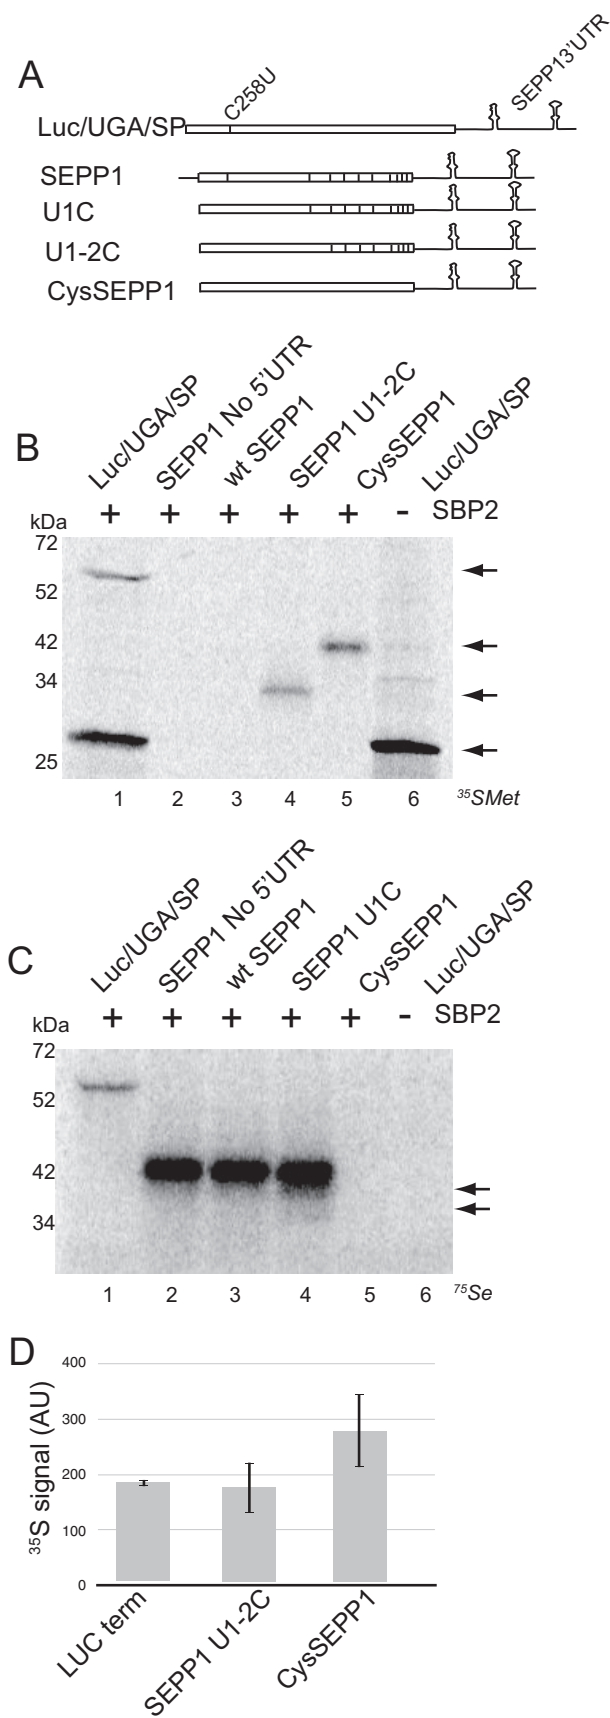 A
C258U
SEPP13'UTR
Luc/UGA/SP
SEPP1
U1C
U1-2C
CysSEPP1
B
Luc/UGA/SP
SEPP1 No 5'UTR
wt SEPP1
SEPP1 U1-2C
CysSEPP1
Luc/UGA/SP
+ + + + + - SBP2
kDa
72
52
42
34
25
1 2 3 4 5 6 ³⁵SMet
C
Luc/UGA/SP
SEPP1 No 5'UTR
wt SEPP1
SEPP1 U1C
CysSEPP1
Luc/UGA/SP
+ + + + + - SBP2
kDa
72
52
42
34
1 2 3 4 5 6 ⁷⁵Se
D
³⁵S signal (AU)
400
300
200
100
0
LUC term
SEPP1 U1-2C
CysSEPP1